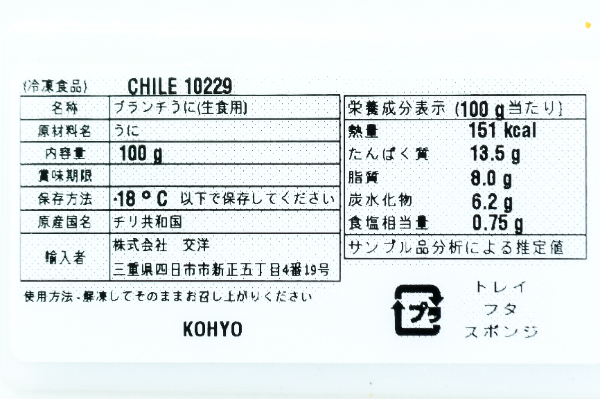 (冷凍食品) CHILE 10229
名称 ブランチうに(生食用)
原材料名 うに
内容量 100 g
賞味期限
保存方法 -18 ° C 以下で保存してください
原産国名 チリ共和国
輸入者 株式会社 交洋
三重県四日市市新正五丁目4番19号
使用方法-解凍してそのままお召し上がりください
KOHYO
栄養成分表示 (100 g当たり)
熱量 151 kcal
たんぱく質 13.5 g
脂質 8.0 g
炭水化物 6.2 g
食塩相当量 0.75 g
サンプル品分析による推定値
プラ
トレイ
フタ
スポンジ